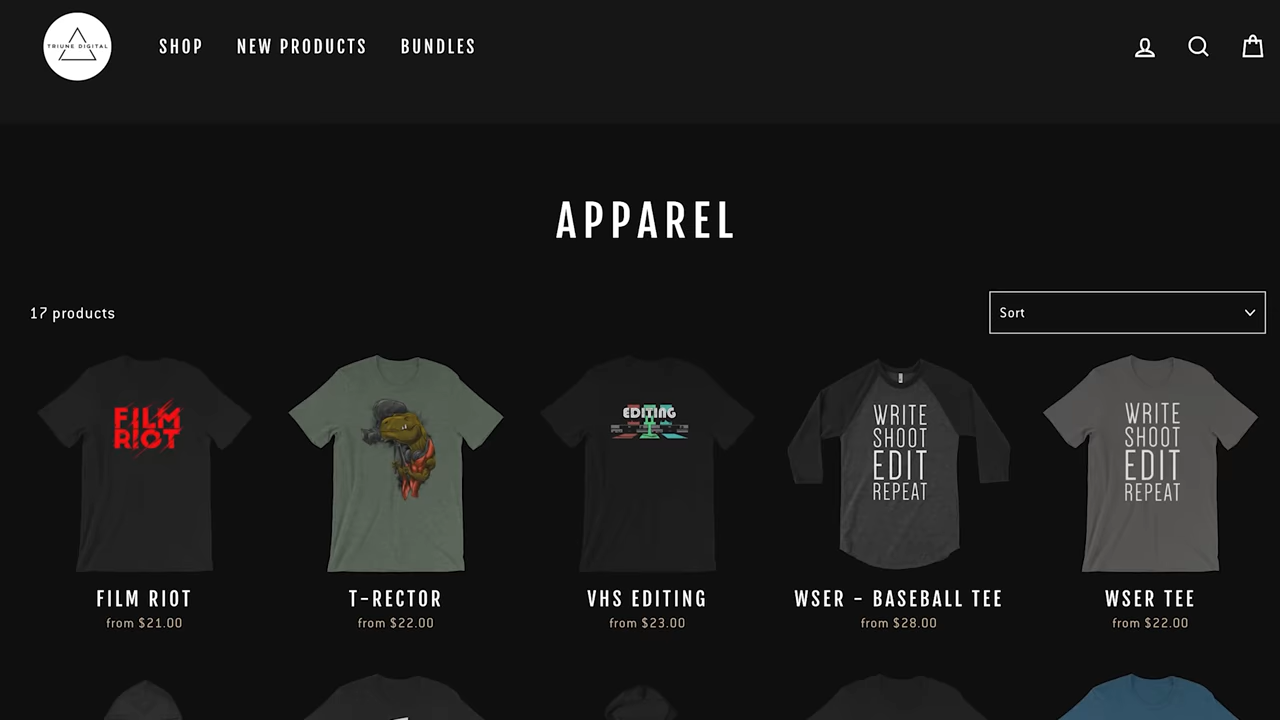 TRIUNE DIGITAL
SHOP
NEW PRODUCTS
BUNDLES
APPAREL
17 products
Sort
FILM
RIOT
EDITING
WRITE
SHOOT
EDIT
REPEAT
WRITE
SHOOT
EDIT
REPEAT
FILM RIOT
from $21.00
T-RECTOR
from $22.00
VHS EDITING
from $23.00
WSER - BASEBALL TEE
from $28.00
WSER TEE
from $22.00